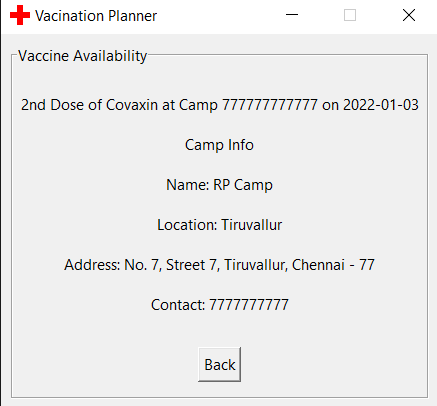 Vacination Planner
Vaccine Availability
2nd Dose of Covaxin at Camp 777777777777 on 2022-01-03
Camp Info
Name: RP Camp
Location: Tiruvallur
Address: No. 7, Street 7, Tiruvallur, Chennai - 77
Contact: 7777777777
Back